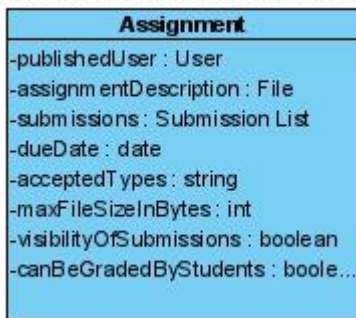 Assignment
-publishedUser : User
-assignmentDescription : File
-submissions : Submission List
-dueDate : date
-acceptedTypes : string
-maxFileSizeInBytes : int
-visibilityOfSubmissions : boolean
-canBeGradedByStudents : boole...